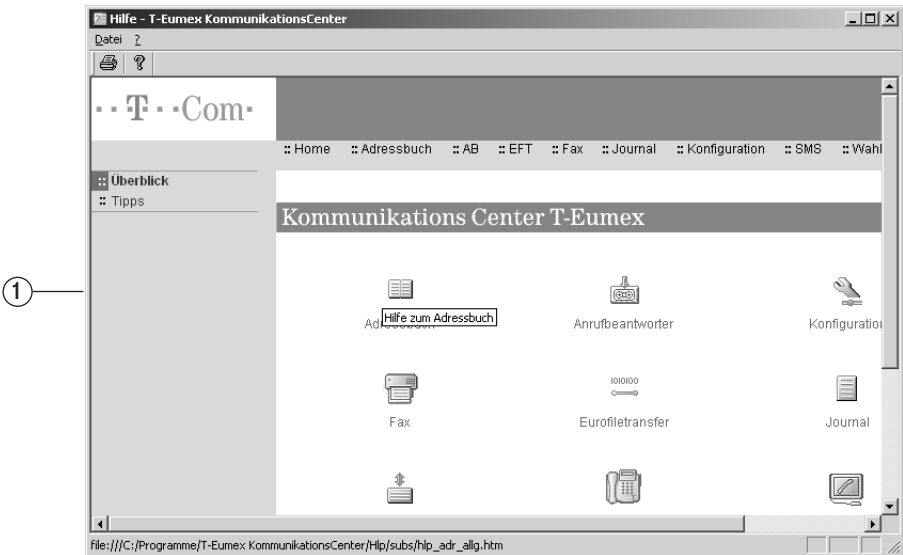 Hilfe - T-Eumex KommunikationsCenter
Datei ?
·· T ·· Com ·
:: Home :: Adressbuch :: AB :: EFT :: Fax :: Journal :: Konfiguration :: SMS :: Wahl
:: Überblick
:: Tipps
Kommunikations Center T-Eumex
1
Hilfe zum Adressbuch
Anrufbeantworter
Konfiguration
1010100
Fax
Eurofiletransfer
Journal
file:///C:/Programme/T-Eumex KommunikationsCenter/Hlp/subs/hlp_adr_allg.htm